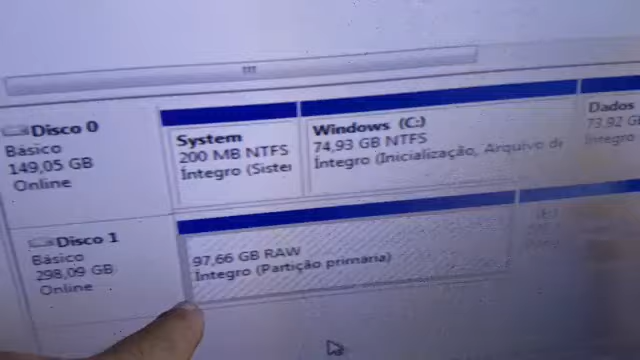 Disco 0
Básico
149,05 GB
Online
System
200 MB NTFS
Íntegro (Sister
Windows (C:)
74,93 GB NTFS
Íntegro (Inicialização, Arquivo de
Dados
73,92 GB
Íntegro
Disco 1
Básico
298,09 GB
Online
97,66 GB RAW
Íntegro (Partição primária)